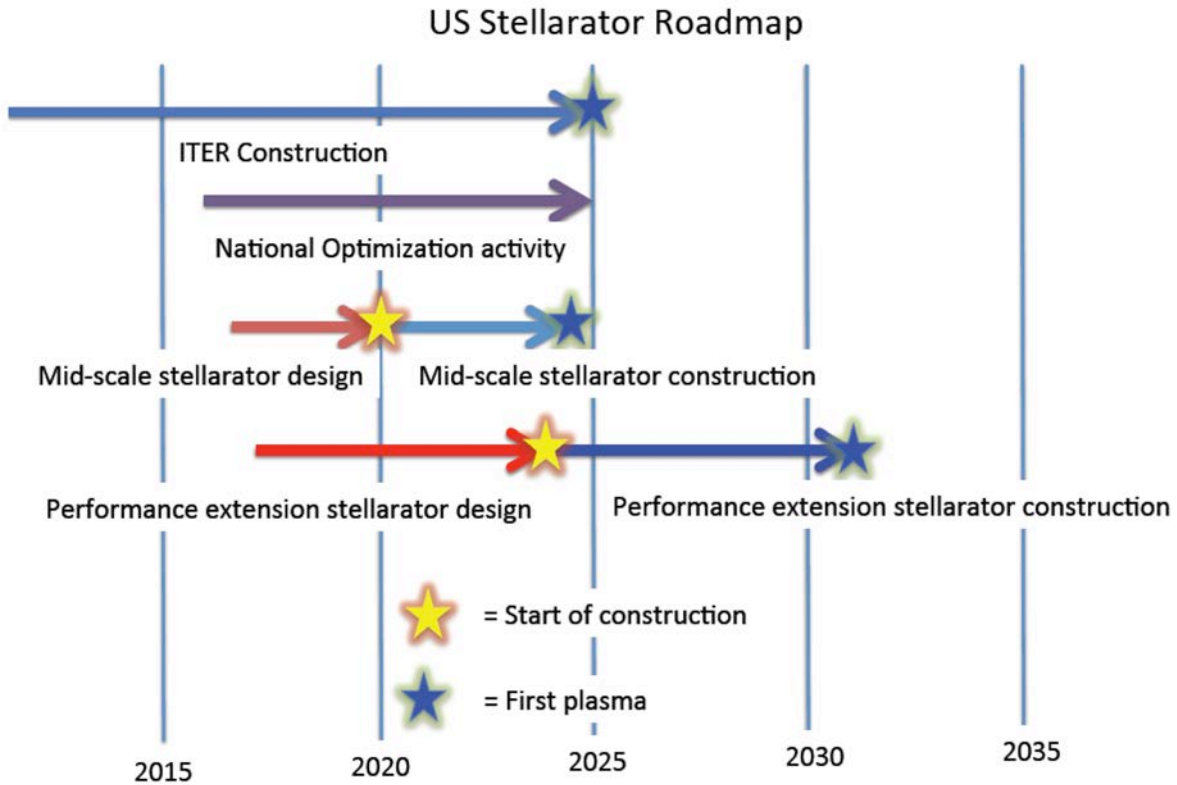 US Stellarator Roadmap
ITER Construction
National Optimization activity
Mid-scale stellarator design
Mid-scale stellarator construction
Performance extension stellarator design
Performance extension stellarator construction
= Start of construction
= First plasma
2015
2020
2025
2030
2035